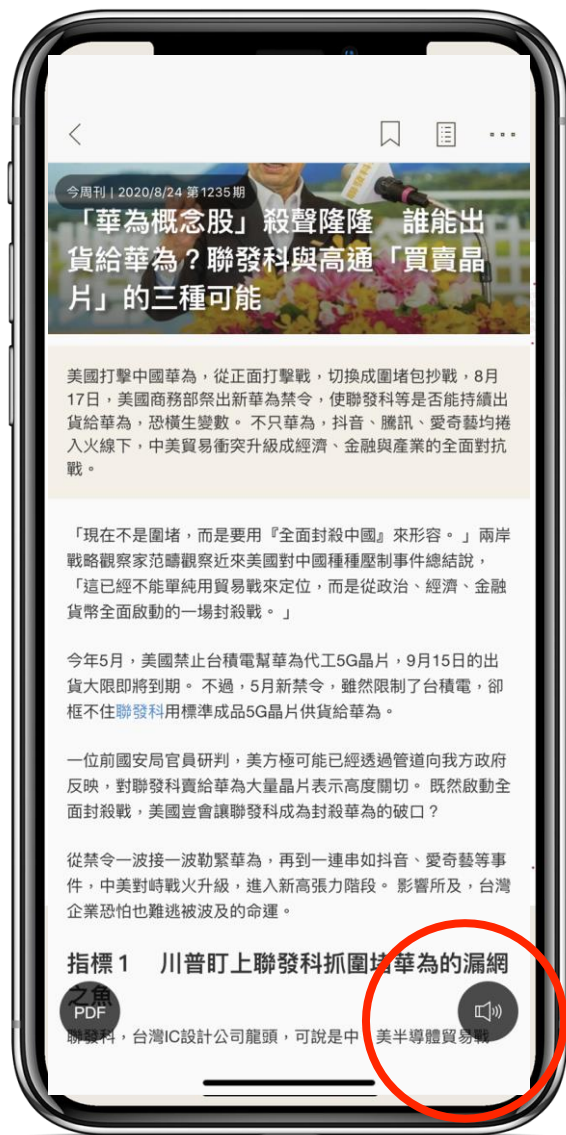 今周刊 | 2020/8/24 第1235期
「華為概念股」殺聲隆隆　誰能出
貨給華為？聯發科與高通「買賣晶
片」的三種可能
美國打擊中國華為，從正面打擊戰，切換成圍堵包抄戰，8月
17日，美國商務部祭出新華為禁令，使聯發科等是否能持續出
貨給華為，恐橫生變數。 不只華為，抖音、騰訊、愛奇藝均捲
入火線下，中美貿易衝突升級成經濟、金融與產業的全面對抗
戰。
「現在不是圍堵，而是要用『全面封殺中國』來形容。 」兩岸
戰略觀察家范疇觀察近來美國對中國種種壓制事件總結說，
「這已經不能單純用貿易戰來定位，而是從政治、經濟、金融
貨幣全面啟動的一場封殺戰。 」
今年5月，美國禁止台積電幫華為代工5G晶片，9月15日的出
貨大限即將到期。 不過，5月新禁令，雖然限制了台積電，卻
框不住聯發科用標準成品5G晶片供貨給華為。
一位前國安局官員研判，美方極可能已經透過管道向我方政府
反映，對聯發科賣給華為大量晶片表示高度關切。 既然啟動全
面封殺戰，美國豈會讓聯發科成為封殺華為的破口？
從禁令一波接一波勒緊華為，再到一連串如抖音、愛奇藝等事
件，中美對峙戰火升級，進入新高張力階段。 影響所及，台灣
企業恐怕也難逃被波及的命運。
指標1　川普盯上聯發科抓圍堵華為的漏網
之魚
PDF
聯發科，台灣IC設計公司龍頭，可說是中、美半導體貿易戰